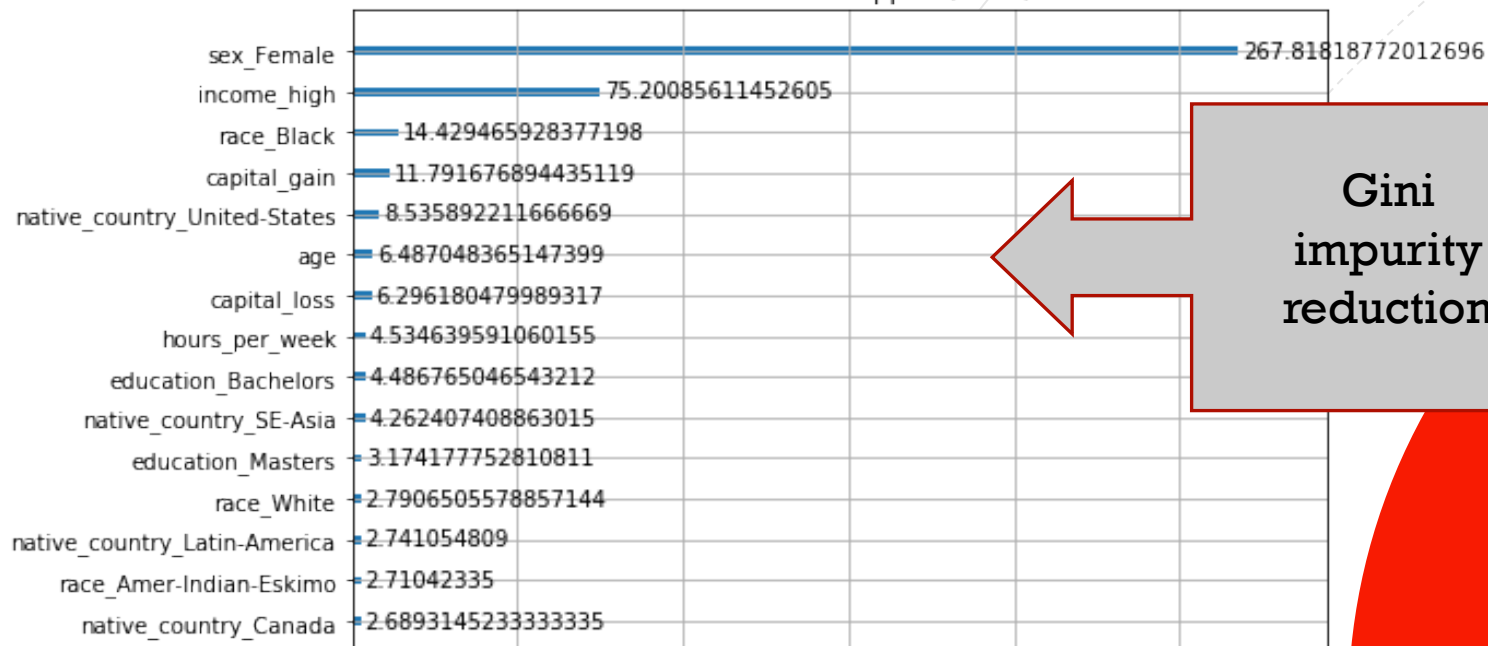 sex_Female 267.81818772012696
income_high 75.20085611452605
race_Black 14.429465928377198
capital_gain 11.791676894435119
native_country_United-States 8.535892211666669
age 6.487048365147399
capital_loss 6.296180479989317
hours_per_week 4.534639591060155
education_Bachelors 4.486765046543212
native_country_SE-Asia 4.262407408863015
education_Masters 3.174177752810811
race_White 2.7906505578857144
native_country_Latin-America 2.741054809
race_Amer-Indian-Eskimo 2.71042335
native_country_Canada 2.6893145233333335
Gini
impurity
reduction